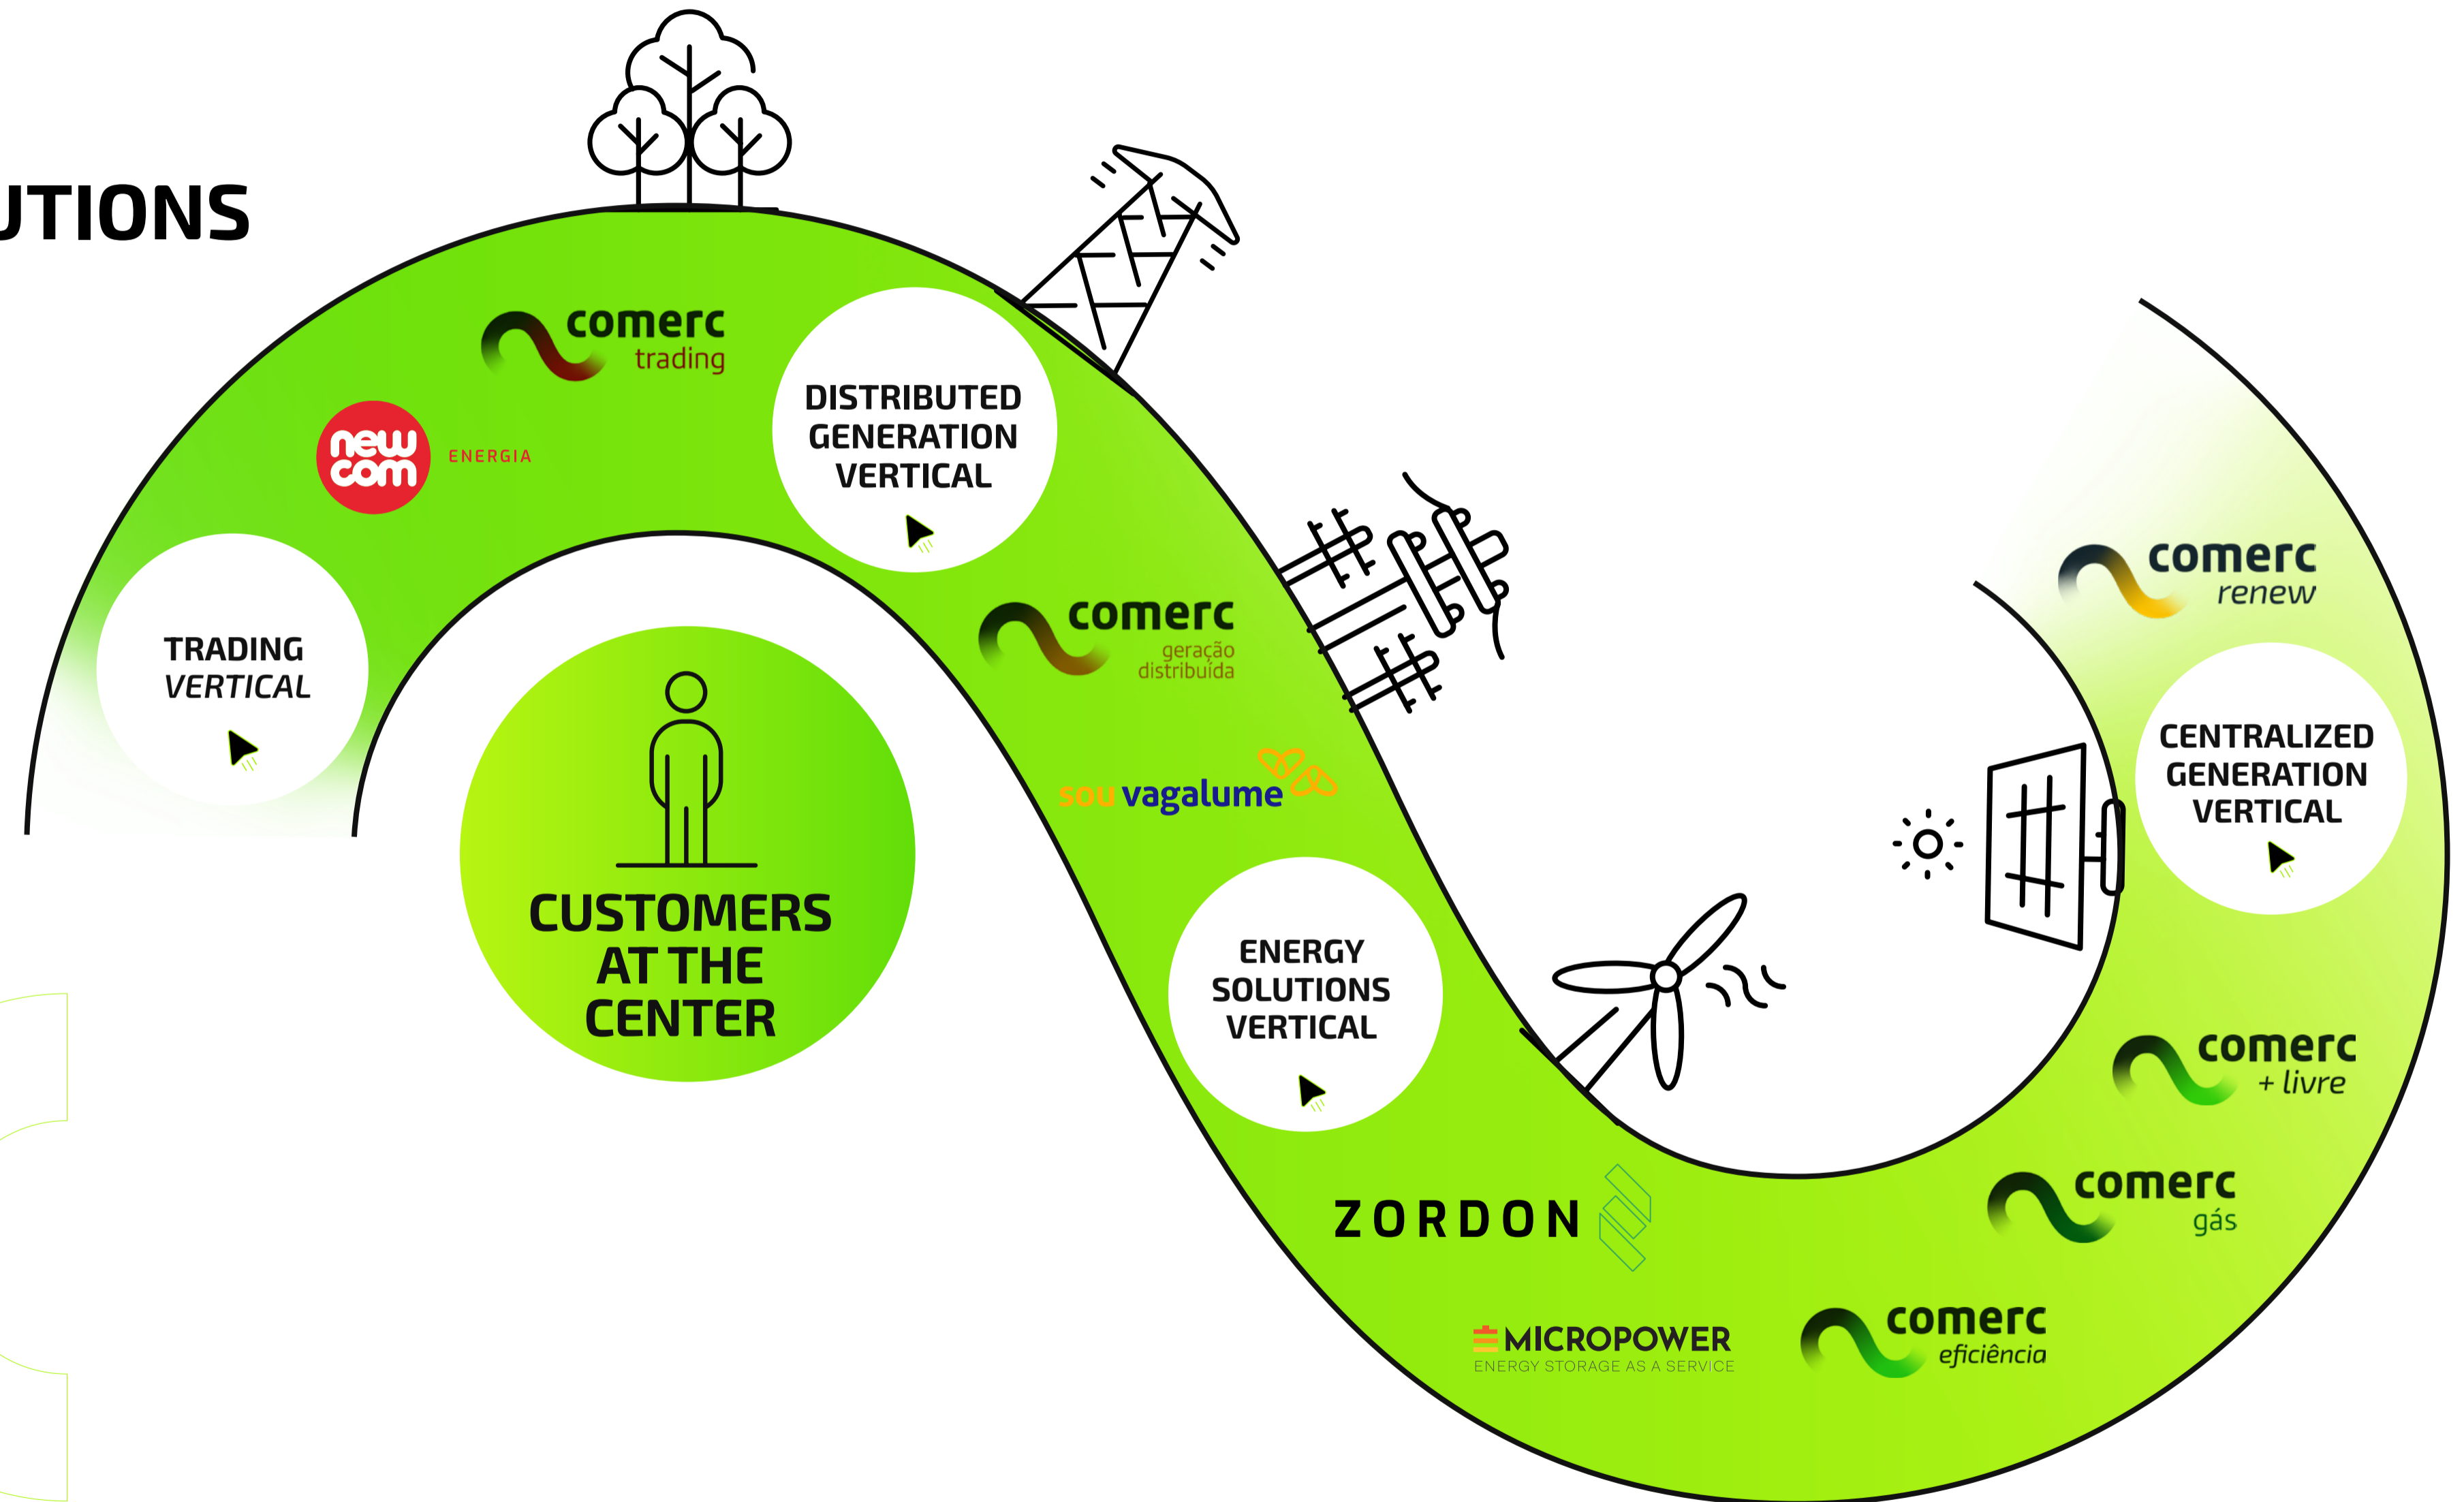 UTIONS
comerc
trading
new
com
ENERGIA
TRADING
VERTICAL
DISTRIBUTED
GENERATION
VERTICAL
CUSTOMERS
AT THE
CENTER
comerc
geração
distribuída
sou vagalume
ENERGY
SOLUTIONS
VERTICAL
ZORDON
MICROPOWER
ENERGY STORAGE AS A SERVICE
comerc
eficiência
comerc
gás
comerc
+ livre
CENTRALIZED
GENERATION
VERTICAL
comerc
renew